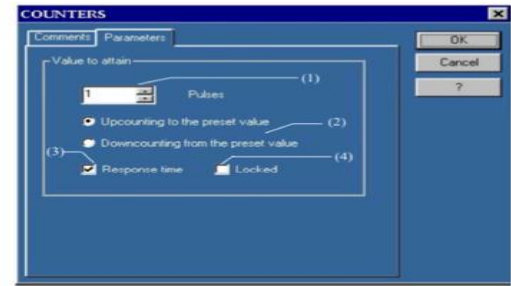 COUNTERS
Comments Parameters
OK
Cancel
?
Value to attain
(1)
1 Pulses
Upcounting to the preset value (2)
Downcounting from the preset value
(3) (4)
Response time Locked